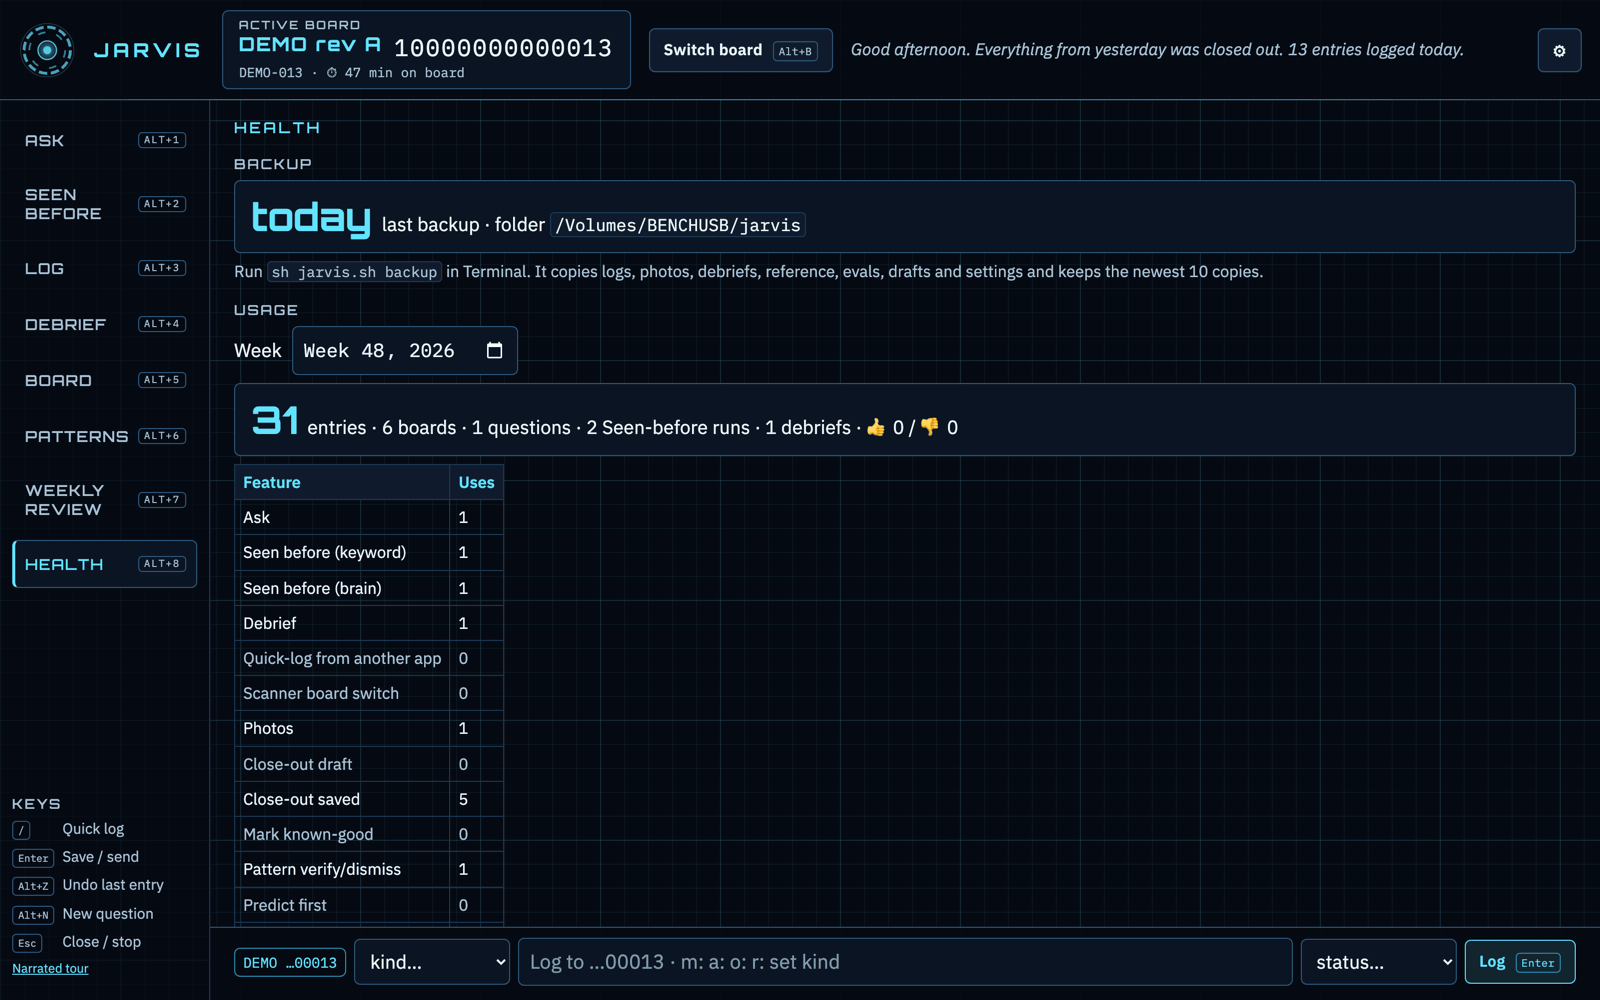 JARVIS
ACTIVE BOARD
DEMO rev A 10000000000013
DEMO-013 · ⏱ 47 min on board
Switch board Alt+B
Good afternoon. Everything from yesterday was closed out. 13 entries logged today.
⚙
ASK ALT+1
SEEN BEFORE ALT+2
LOG ALT+3
DEBRIEF ALT+4
BOARD ALT+5
PATTERNS ALT+6
WEEKLY REVIEW ALT+7
HEALTH ALT+8
KEYS
/ Quick log
Enter Save / send
Alt+Z Undo last entry
Alt+N New question
Esc Close / stop
Narrated tour
HEALTH
BACKUP
today last backup · folder /Volumes/BENCHUSB/jarvis
Run sh jarvis.sh backup in Terminal. It copies logs, photos, debriefs, reference, evals, drafts and settings and keeps the newest 10 copies.
USAGE
Week Week 48, 2026
31 entries · 6 boards · 1 questions · 2 Seen-before runs · 1 debriefs · 👍 0 / 👎 0
Feature Uses
Ask 1
Seen before (keyword) 1
Seen before (brain) 1
Debrief 1
Quick-log from another app 0
Scanner board switch 0
Photos 1
Close-out draft 0
Close-out saved 5
Mark known-good 0
Pattern verify/dismiss 1
Predict first 0
DEMO …00013 kind... Log to …00013 · m: a: o: r: set kind status... Log Enter